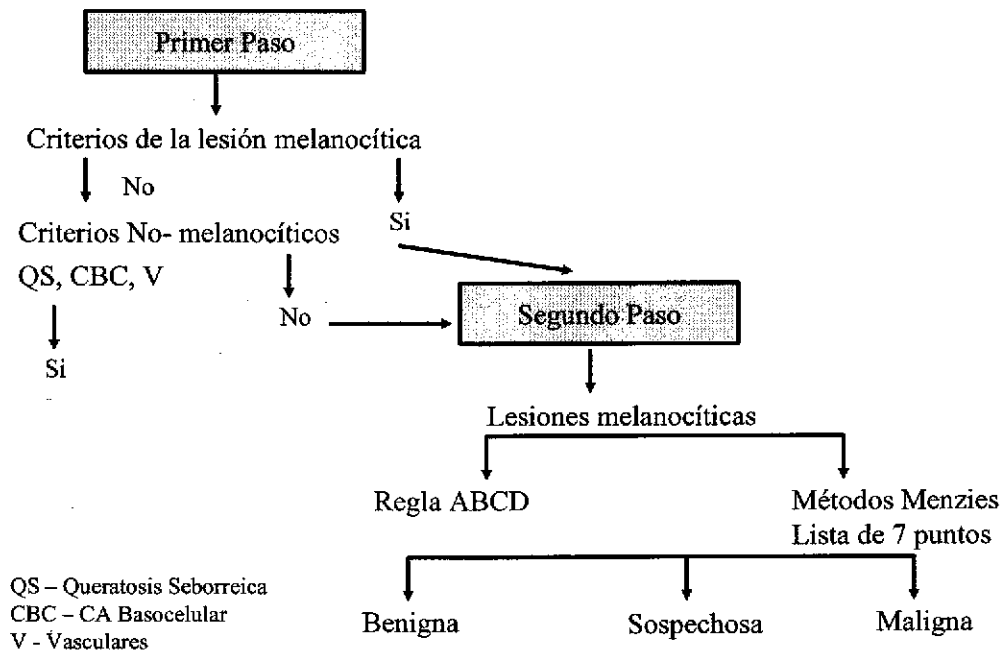 Primer Paso
Criterios de la lesión melanocítica
No
Si
Criterios No- melanocíticos
QS, CBC, V
No
Si
Segundo Paso
Lesiones melanocíticas
Regla ABCD
Métodos Menzies
Lista de 7 puntos
Benigna
Sospechosa
Maligna
QS – Queratosis Seborreica
CBC – CA Basocelular
V - Vasculares